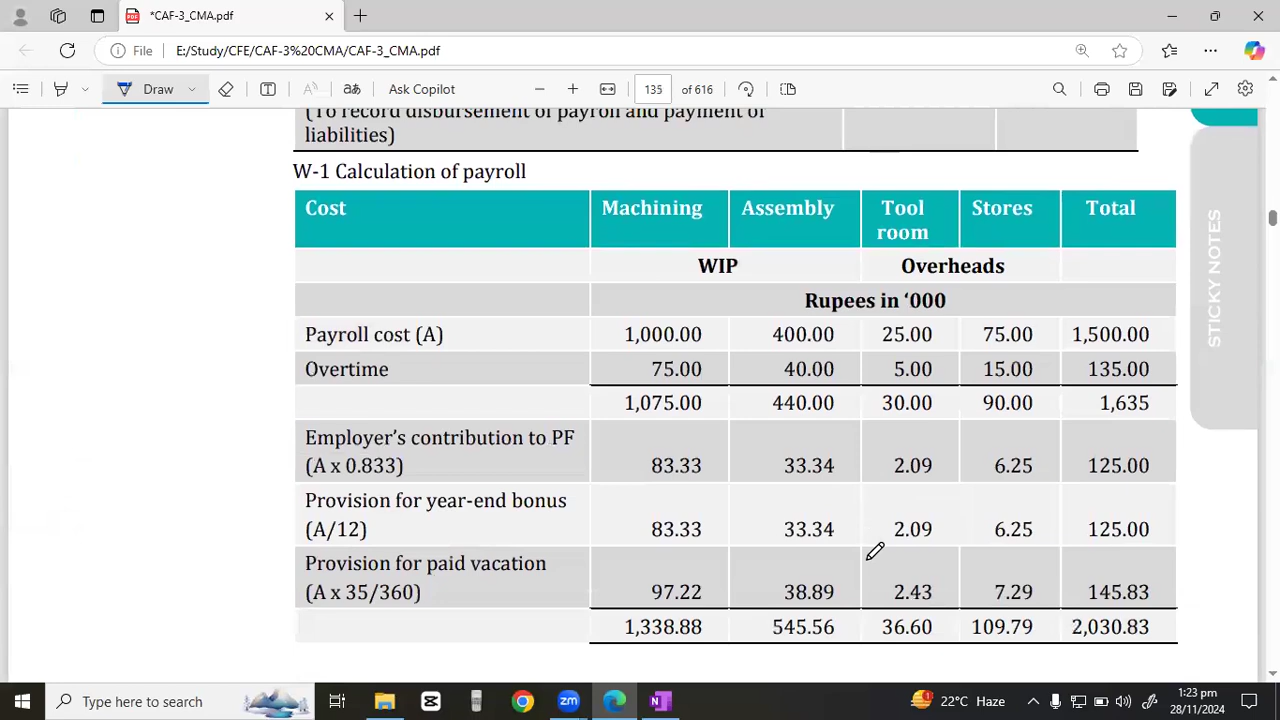 *CAF-3_CMA.pdf
File E:/Study/CFE/CAF-3%20CMA/CAF-3_CMA.pdf
Draw Ask Copilot 135 of 616
(To record disbursement of payroll and payment of
liabilities)
W-1 Calculation of payroll
Cost Machining Assembly Tool room Stores Total
WIP Overheads
Rupees in ‘000
Payroll cost (A) 1,000.00 400.00 25.00 75.00 1,500.00
Overtime 75.00 40.00 5.00 15.00 135.00
1,075.00 440.00 30.00 90.00 1,635
Employer’s contribution to PF
(A x 0.833) 83.33 33.34 2.09 6.25 125.00
Provision for year-end bonus
(A/12) 83.33 33.34 2.09 6.25 125.00
Provision for paid vacation
(A x 35/360) 97.22 38.89 2.43 7.29 145.83
1,338.88 545.56 36.60 109.79 2,030.83
STICKY NOTES
Type here to search
zm
1
22°C Haze
1:23 pm
28/11/2024